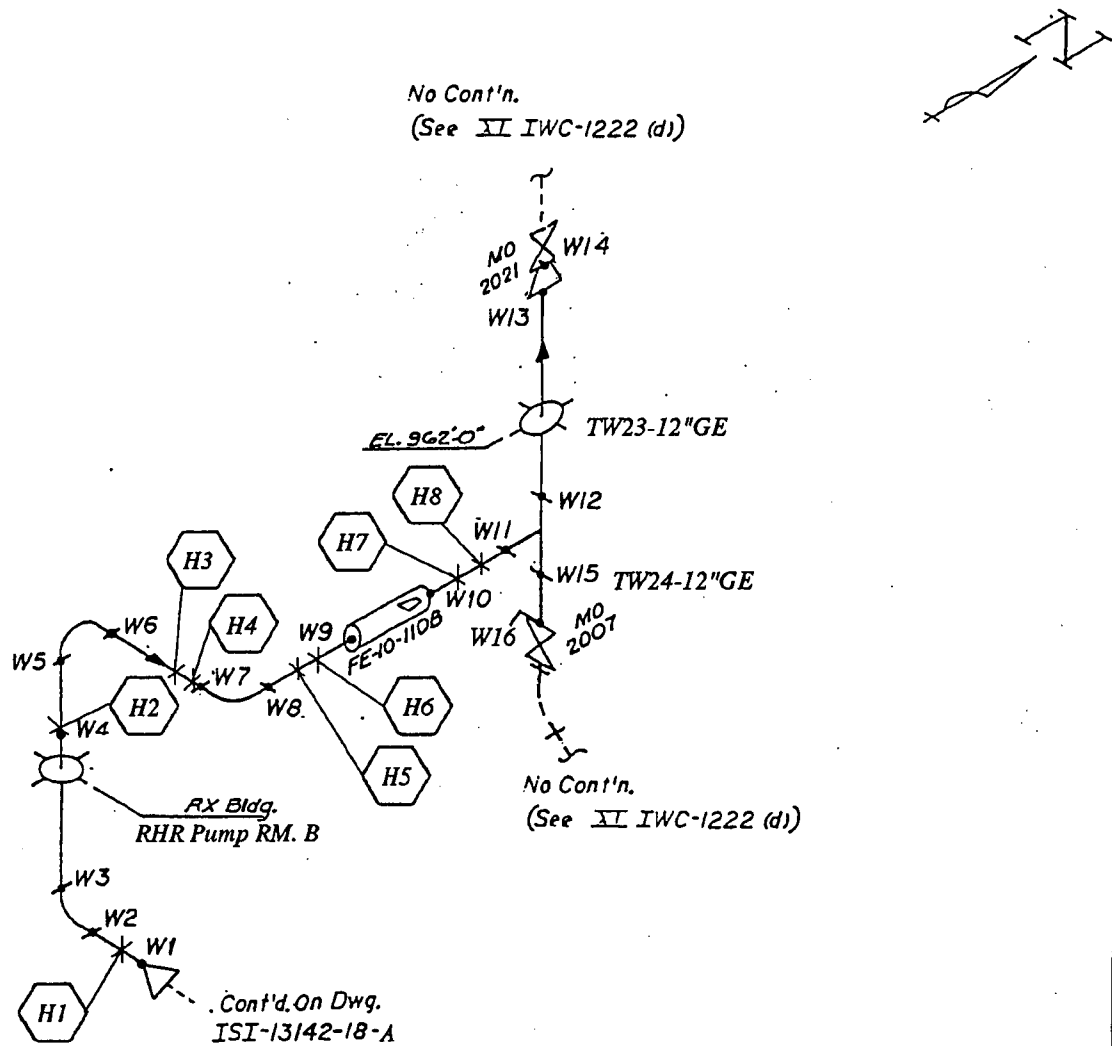 No Cont'n.
(See XI IWC-1222 (d))
MO
2021
W14
W13
EL. 962'-0"
TW23-12"GE
W12
H8
H7
W11
H3
W15
TW24-12"GE
W10
H4
W6
W9
FE-10-110B
W16
MO
2007
W5
W7
W8
H6
H2
W4
H5
No Cont'n.
(See XI IWC-1222 (d))
RX Bldg.
RHR Pump RM. B
W3
W2
W1
H1
Cont'd. On Dwg.
ISI-13142-18-A
N